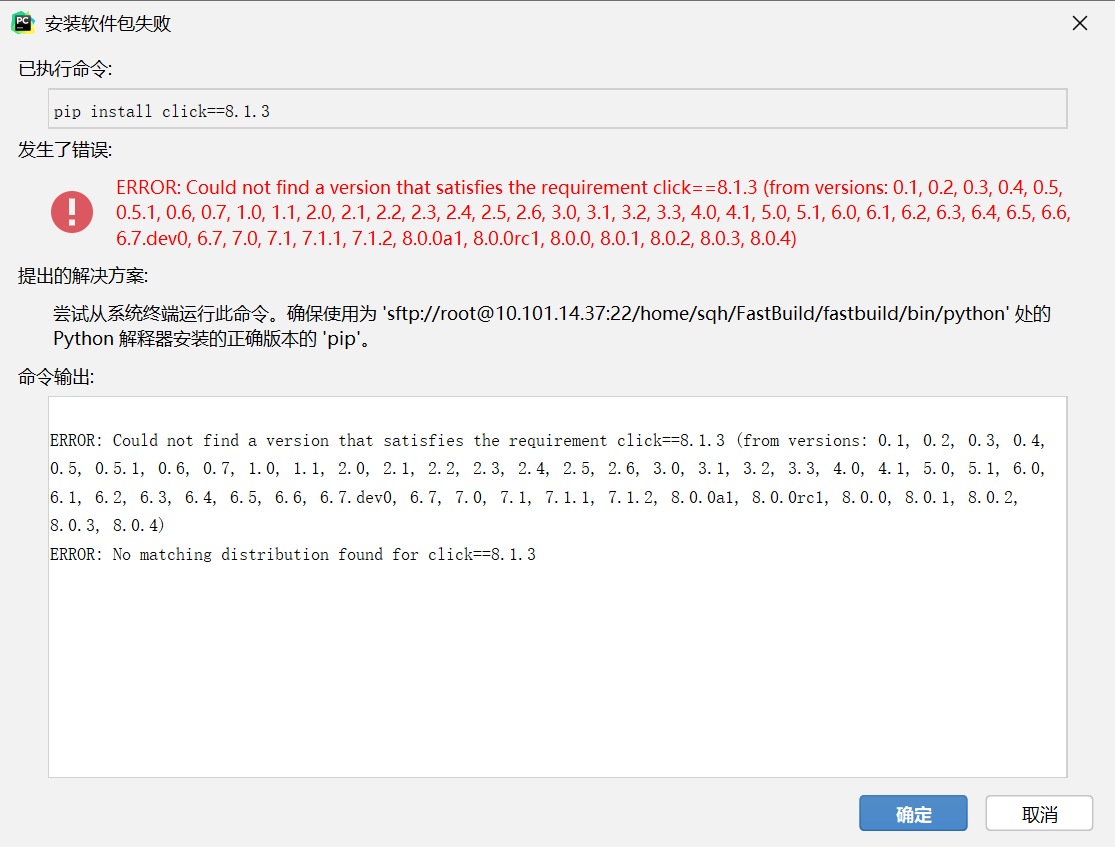 PC
安装软件包失败
已执行命令:
pip install click==8.1.3
发生了错误:
ERROR: Could not find a version that satisfies the requirement click==8.1.3 (from versions: 0.1, 0.2, 0.3, 0.4, 0.5,
0.5.1, 0.6, 0.7, 1.0, 1.1, 2.0, 2.1, 2.2, 2.3, 2.4, 2.5, 2.6, 3.0, 3.1, 3.2, 3.3, 4.0, 4.1, 5.0, 5.1, 6.0, 6.1, 6.2, 6.3, 6.4, 6.5, 6.6,
6.7.dev0, 6.7, 7.0, 7.1, 7.1.1, 7.1.2, 8.0.0a1, 8.0.0rc1, 8.0.0, 8.0.1, 8.0.2, 8.0.3, 8.0.4)
提出的解决方案:
尝试从系统终端运行此命令。确保使用为 'sftp://root@10.101.14.37:22/home/sqh/FastBuild/fastbuild/bin/python' 处的
Python 解释器安装的正确版本的 'pip'。
命令输出:
ERROR: Could not find a version that satisfies the requirement click==8.1.3 (from versions: 0.1, 0.2, 0.3, 0.4,
0.5, 0.5.1, 0.6, 0.7, 1.0, 1.1, 2.0, 2.1, 2.2, 2.3, 2.4, 2.5, 2.6, 3.0, 3.1, 3.2, 3.3, 4.0, 4.1, 5.0, 5.1, 6.0,
6.1, 6.2, 6.3, 6.4, 6.5, 6.6, 6.7.dev0, 6.7, 7.0, 7.1, 7.1.1, 7.1.2, 8.0.0a1, 8.0.0rc1, 8.0.0, 8.0.1, 8.0.2,
8.0.3, 8.0.4)
ERROR: No matching distribution found for click==8.1.3
确定
取消